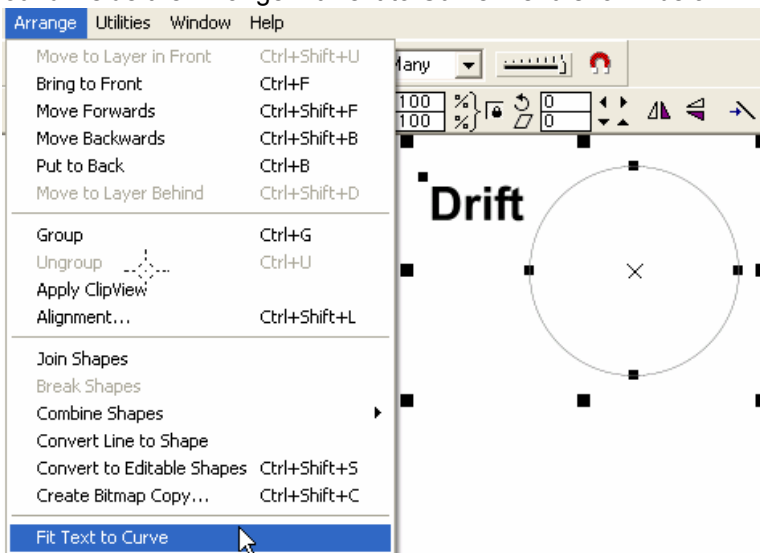 Arrange Utilities Window Help
Move to Layer in Front Ctrl+Shift+U
Bring to Front Ctrl+F
Move Forwards Ctrl+Shift+F
Move Backwards Ctrl+Shift+B
Put to Back Ctrl+B
Move to Layer Behind Ctrl+Shift+D
Group Ctrl+G
Ungroup Ctrl+U
Apply ClipView
Alignment... Ctrl+Shift+L
Join Shapes
Break Shapes
Combine Shapes
Convert Line to Shape
Convert to Editable Shapes Ctrl+Shift+S
Create Bitmap Copy... Ctrl+Shift+C
Fit Text to Curve
Many
100 % 0
100 % 0
Drift